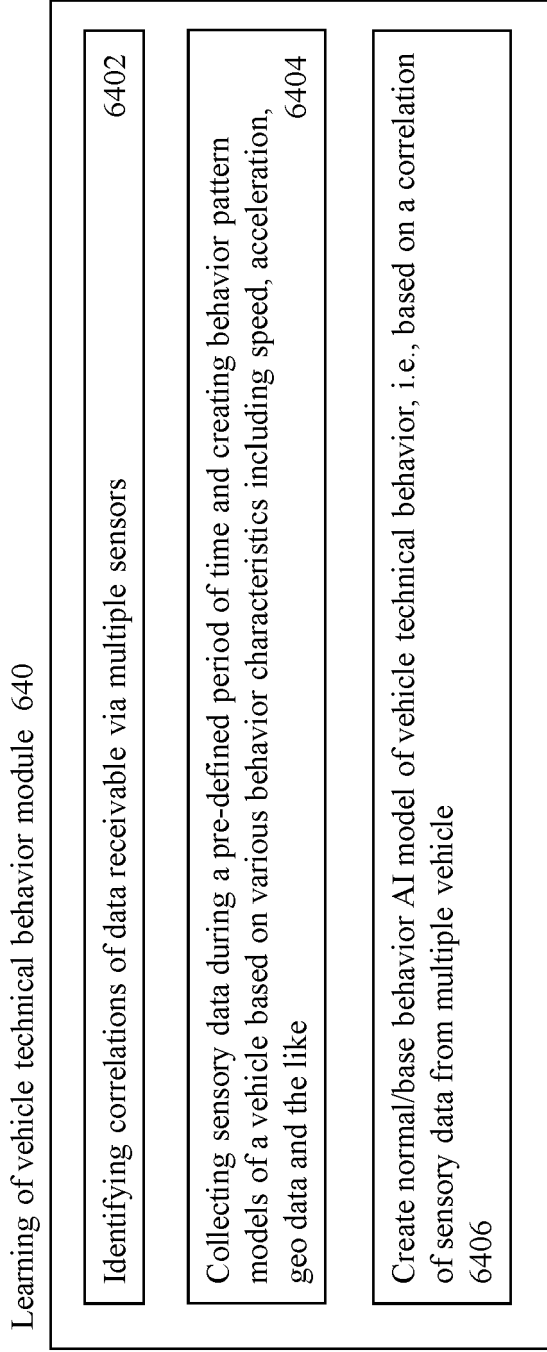 Learning of vehicle technical behavior module 640
Identifying correlations of data receivable via multiple sensors 6402
Collecting sensory data during a pre-defined period of time and creating behavior pattern
models of a vehicle based on various behavior characteristics including speed, acceleration,
geo data and the like 6404
Create normal/base behavior AI model of vehicle technical behavior, i.e., based on a correlation
of sensory data from multiple vehicle
6406